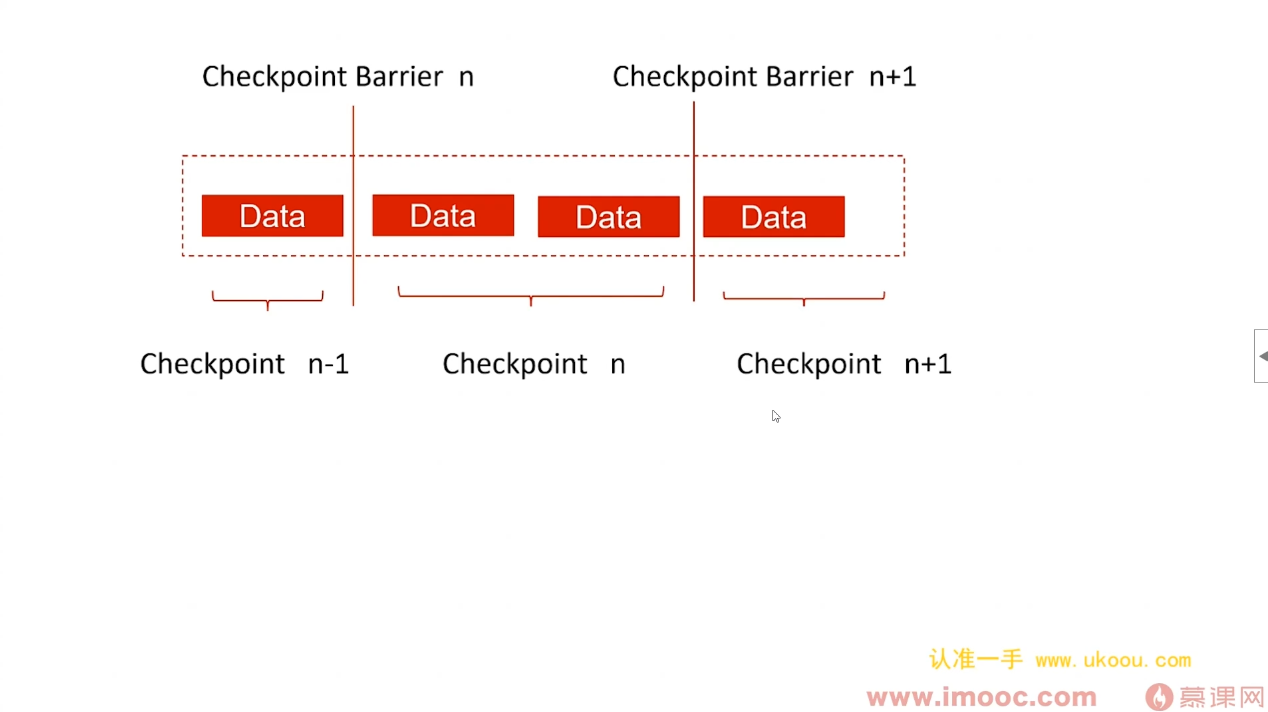 Checkpoint Barrier n Checkpoint Barrier n+1
Data Data Data Data
Checkpoint n-1 Checkpoint n Checkpoint n+1
认准一手 www.ukoou.com
www.imooc.com 慕课网